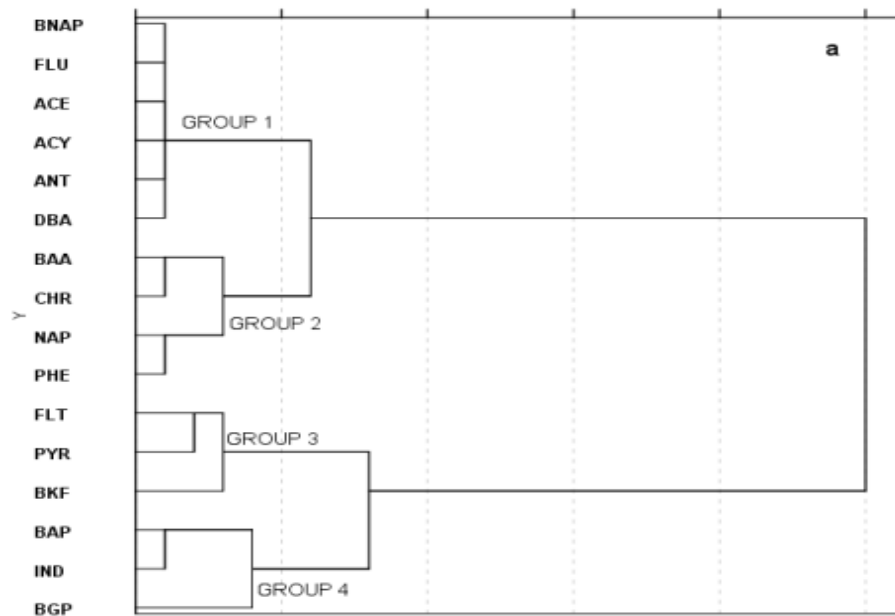 BNAP
a
FLU
ACE
GROUP 1
ACY
ANT
DBA
BAA
CHR
Y
GROUP 2
NAP
PHE
FLT
GROUP 3
PYR
BKF
BAP
IND
GROUP 4
BGP